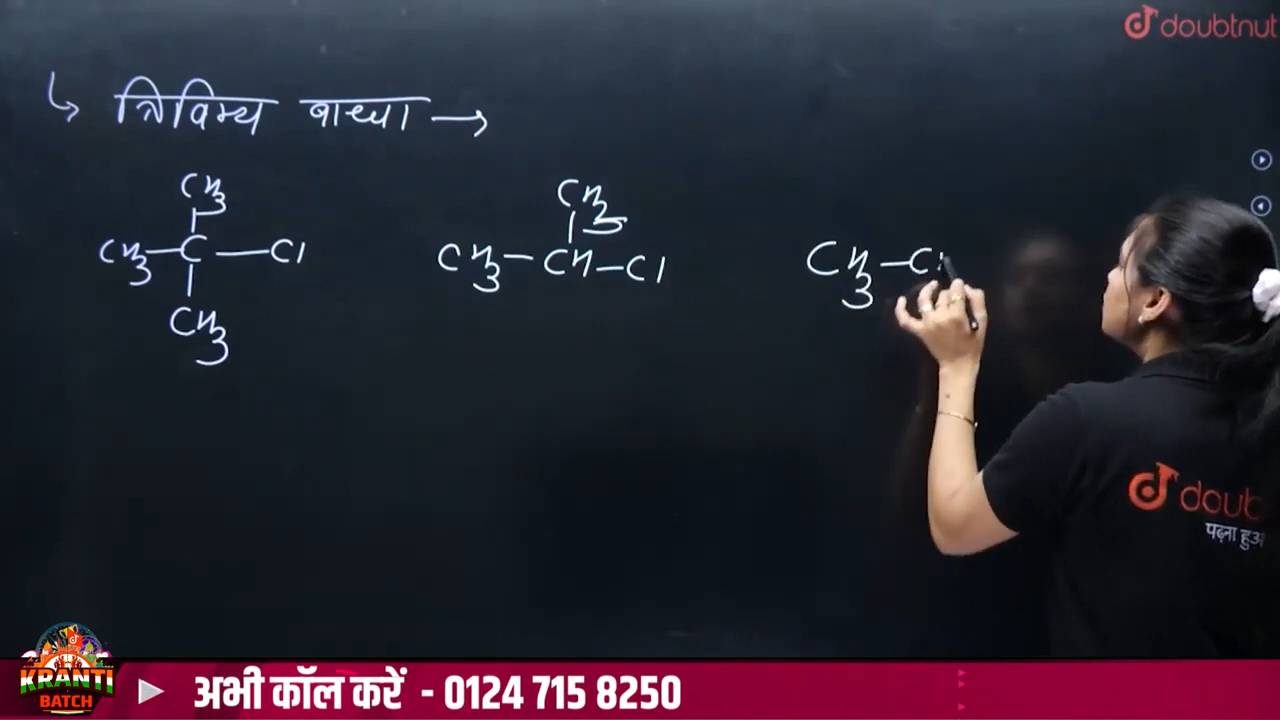 doubtnut
↳ त्रिविम्य बाध्या →
CH3 CH3
CH3—C—Cl CH3—CH—Cl CH3—Cl
CH3
doubt
पढ़ना हुआ
KRANTI
BATCH
अभी कॉल करें - 0124 715 8250